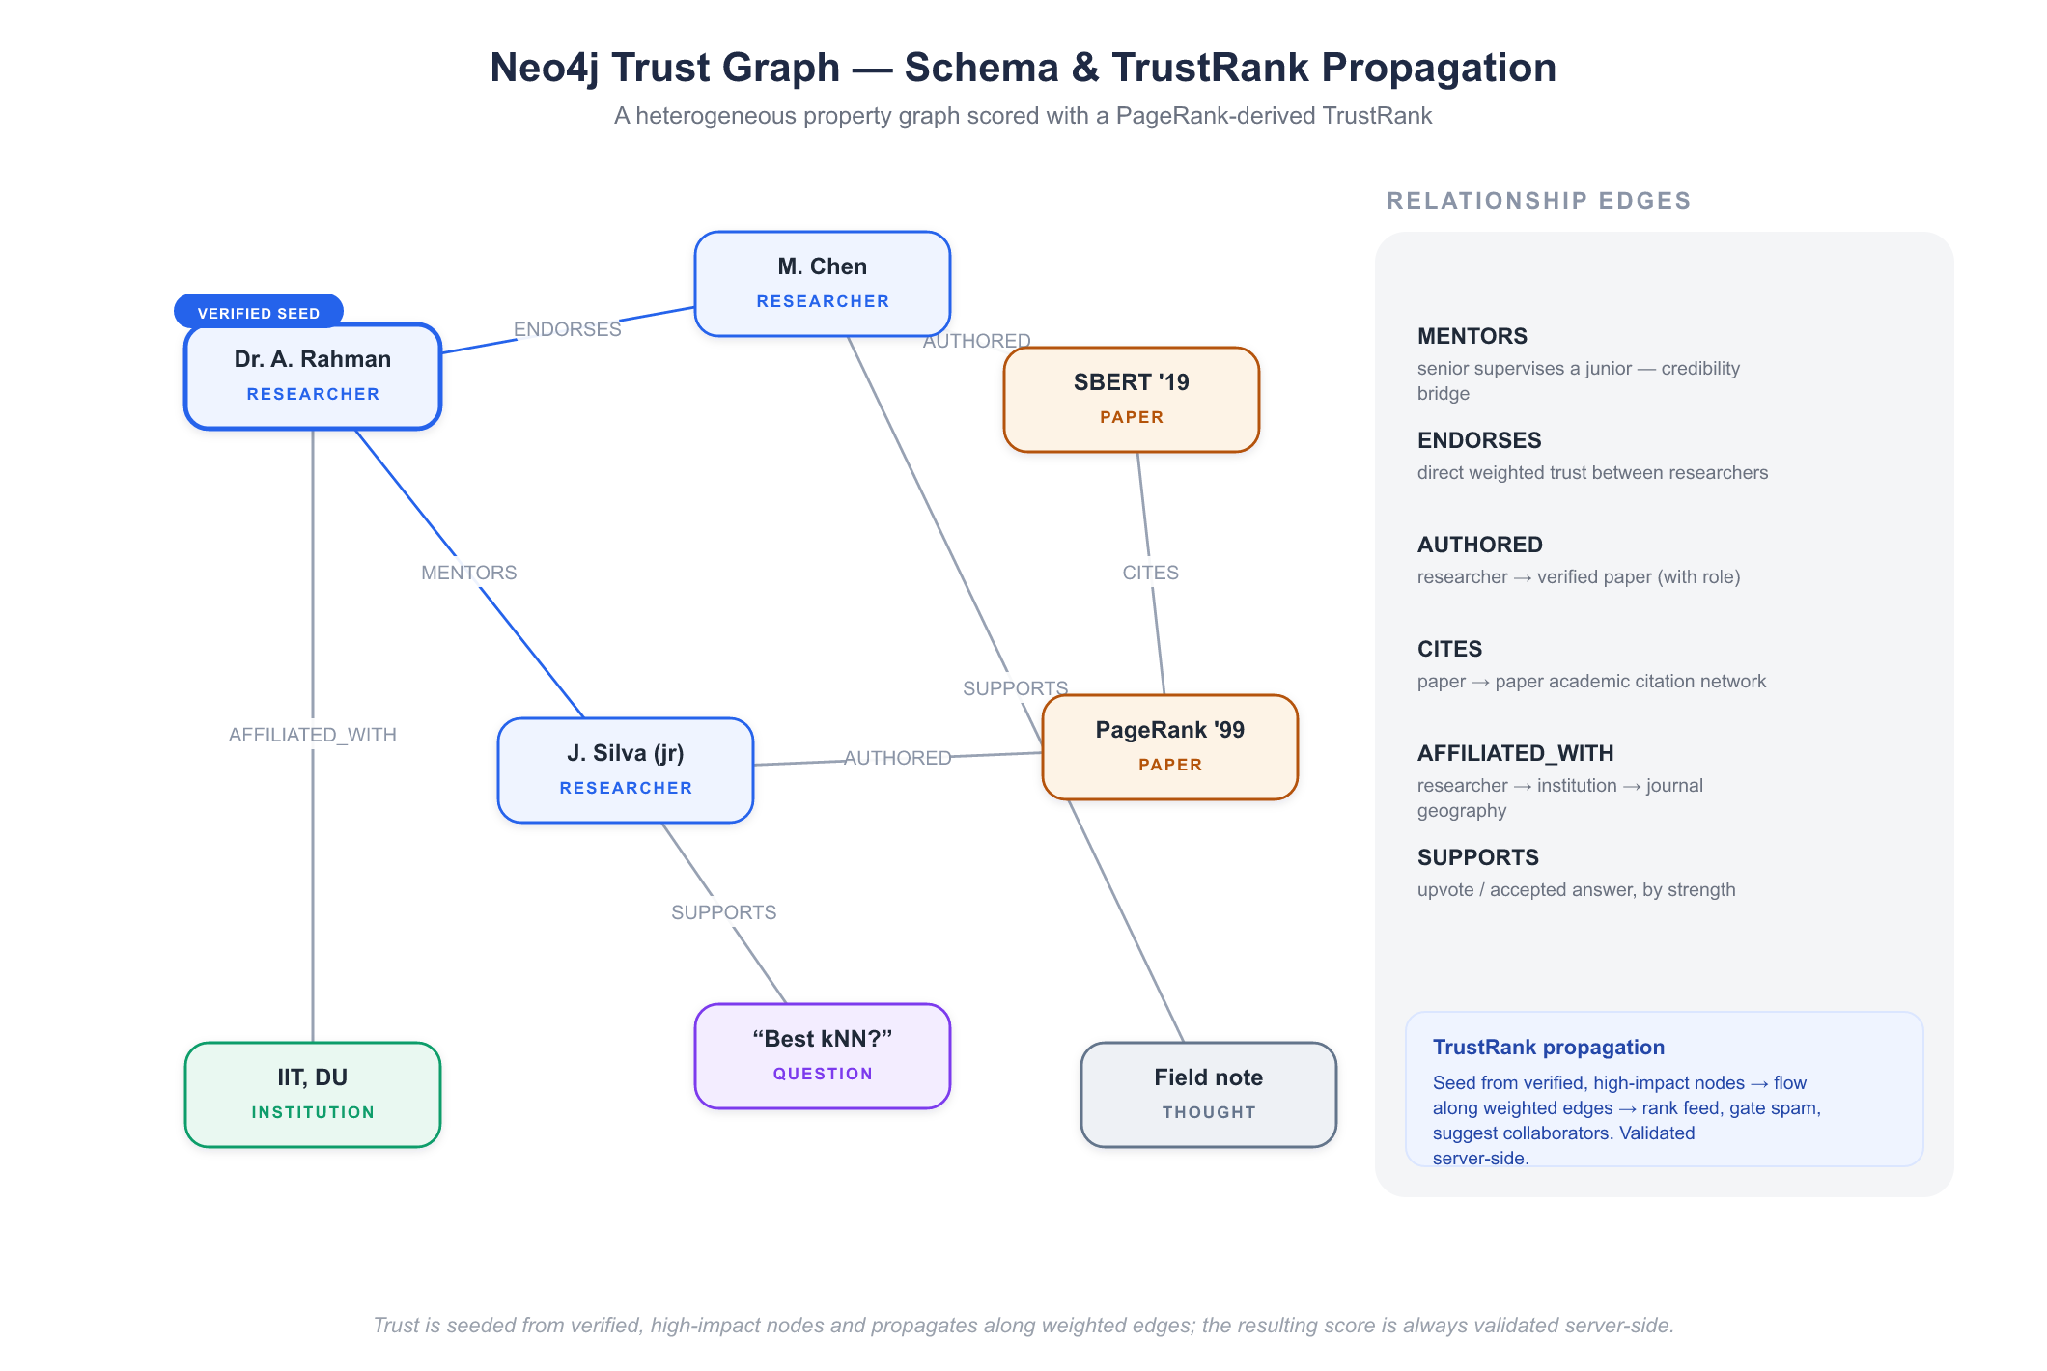 Neo4j Trust Graph — Schema & TrustRank Propagation
A heterogeneous property graph scored with a PageRank-derived TrustRank
VERIFIED SEED
Dr. A. Rahman
RESEARCHER
ENDORSES
M. Chen
RESEARCHER
AUTHORED
SBERT '19
PAPER
MENTORS
CITES
SUPPORTS
AFFILIATED_WITH
J. Silva (jr)
RESEARCHER
AUTHORED
PageRank '99
PAPER
SUPPORTS
IIT, DU
INSTITUTION
“Best kNN?”
QUESTION
Field note
THOUGHT
RELATIONSHIP EDGES
MENTORS
senior supervises a junior — credibility
bridge
ENDORSES
direct weighted trust between researchers
AUTHORED
researcher → verified paper (with role)
CITES
paper → paper academic citation network
AFFILIATED_WITH
researcher → institution → journal
geography
SUPPORTS
upvote / accepted answer, by strength
TrustRank propagation
Seed from verified, high-impact nodes → flow
along weighted edges → rank feed, gate spam,
suggest collaborators. Validated
server-side.
Trust is seeded from verified, high-impact nodes and propagates along weighted edges; the resulting score is always validated server-side.